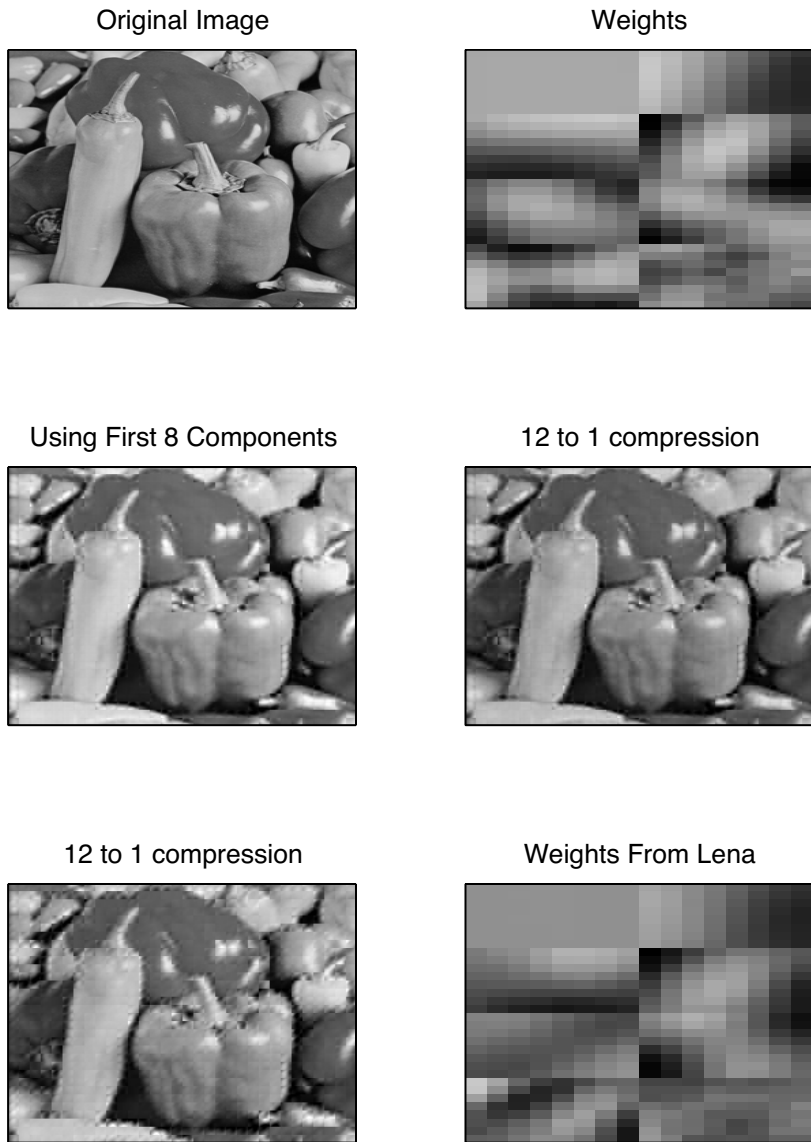 Original Image
Weights
Using First 8 Components
12 to 1 compression
12 to 1 compression
Weights From Lena